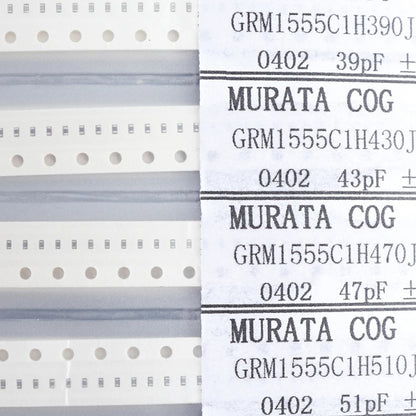 GRM1555C1H390J
0402 39pF ±
MURATA COG
GRM1555C1H430J
0402 43pF ±
MURATA COG
GRM1555C1H470J
0402 47pF ±
MURATA COG
GRM1555C1H510J
0402 51pF ±